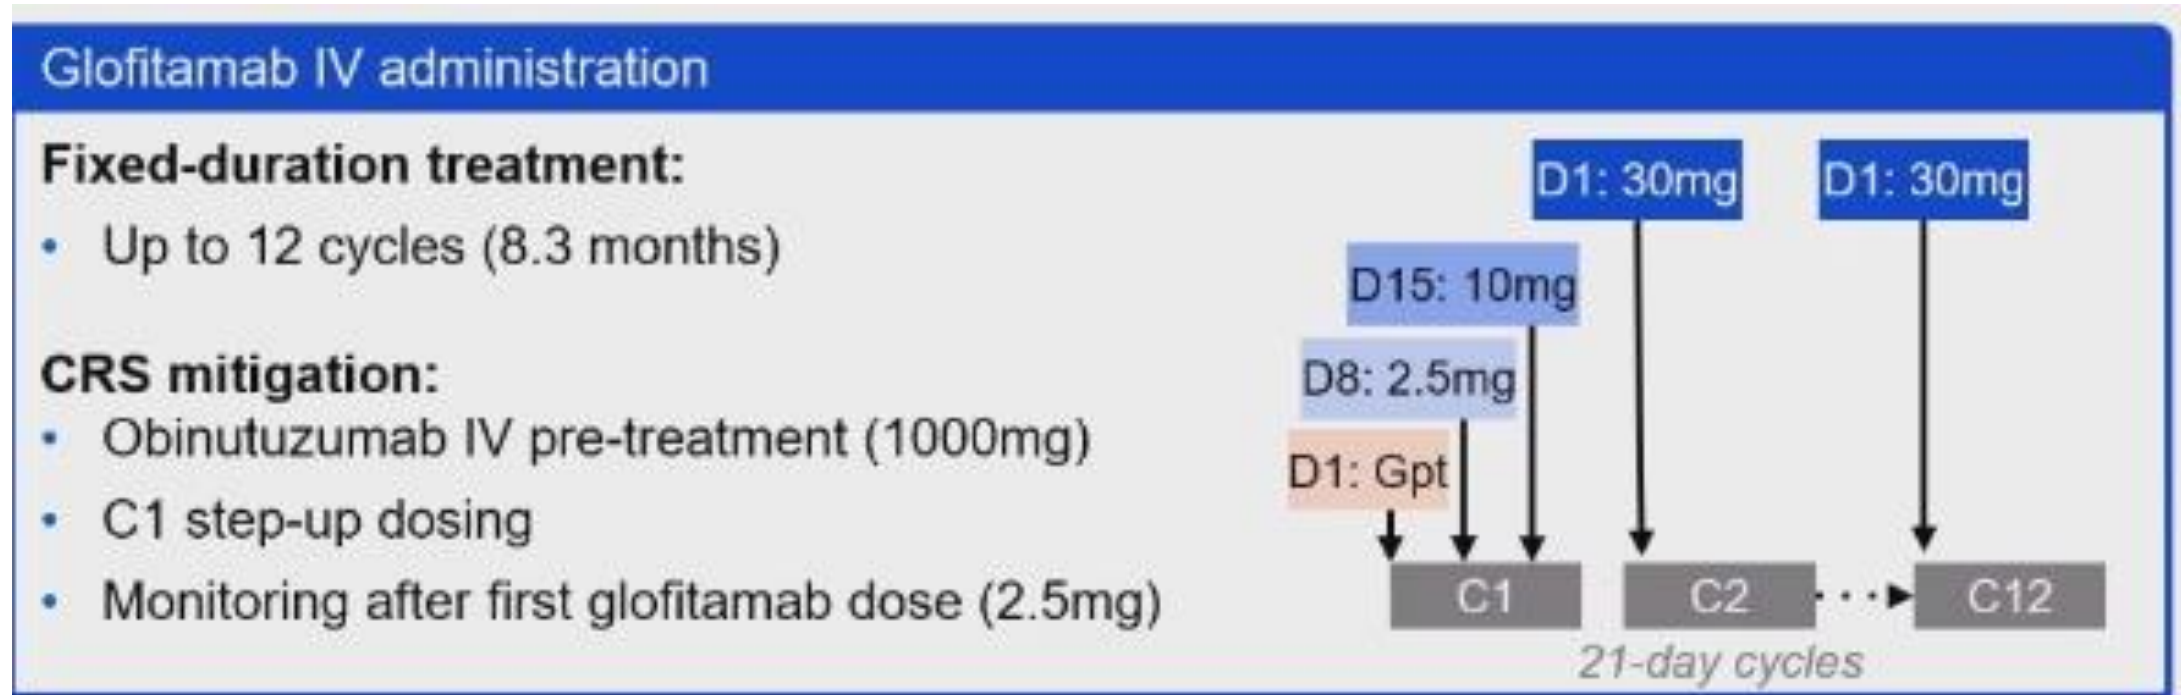 Glofitamab IV administration
Fixed-duration treatment:
• Up to 12 cycles (8.3 months)
CRS mitigation:
• Obinutuzumab IV pre-treatment (1000mg)
• C1 step-up dosing
• Monitoring after first glofitamab dose (2.5mg)
D1: 30mg
D1: 30mg
D15: 10mg
D8: 2.5mg
D1: Gpt
C1
C2
C12
21-day cycles